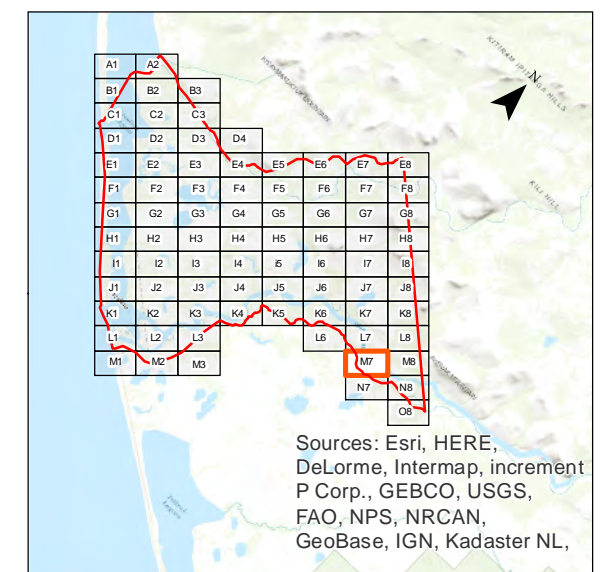 KITIRAM IPIENGA HILLS
N
KILI HILL
A1 A2
B1 B2 B3
C1 C2 C3
D1 D2 D3 D4
E1 E2 E3 E4 E5 E6 E7 E8
F1 F2 F3 F4 F5 F6 F7 F8
G1 G2 G3 G4 G5 G6 G7 G8
H1 H2 H3 H4 H5 H6 H7 H8
I1 I2 I3 I4 i5 I6 I7 I8
J1 J2 J3 J4 J5 J6 J7 J8
K1 K2 K3 K4 K5 K6 K7 K8
L1 L2 L3 L6 L7 L8
M1 M2 M3 M7 M8
N7 N8
O8
Sources: Esri, HERE,
DeLorme, Intermap, increment
P Corp., GEBCO, USGS,
FAO, NPS, NRCAN,
GeoBase, IGN, Kadaster NL,